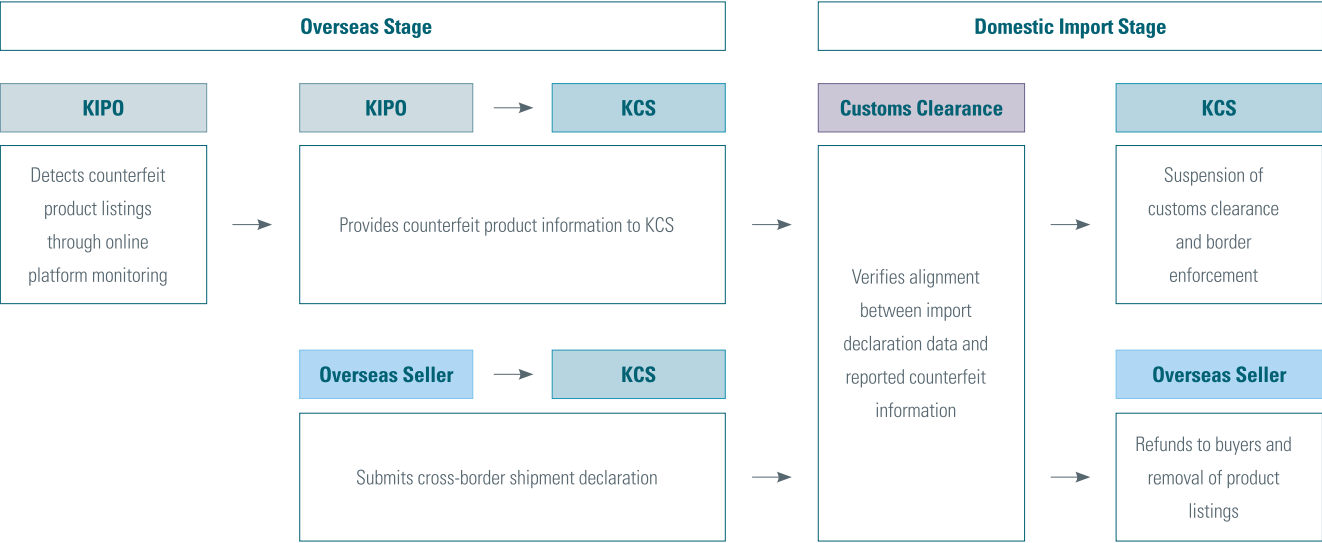 Overseas Stage
Domestic Import Stage
KIPO
KIPO
KCS
Customs Clearance
KCS
Detects counterfeit
product listings
through online
platform monitoring
Provides counterfeit product information to KCS
Verifies alignment
between import
declaration data and
reported counterfeit
information
Suspension of
customs clearance
and border
enforcement
Overseas Seller
KCS
Overseas Seller
Submits cross-border shipment declaration
Refunds to buyers and
removal of product
listings